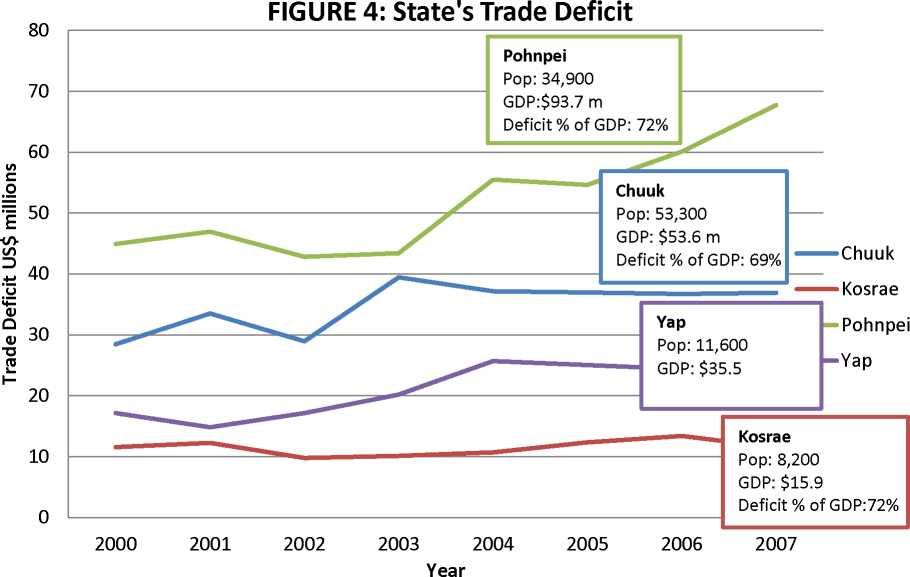 FIGURE 4: State's Trade Deficit
80
70
60
50
40
30
20
10
0
Trade Deficit US$ millions
Pohnpei
Pop: 34,900
GDP:$93.7 m
Deficit % of GDP: 72%
Chuuk
Pop: 53,300
GDP: $53.6 m
Deficit % of GDP: 69%
Yap
Pop: 11,600
GDP: $35.5
Kosrae
Pop: 8,200
GDP: $15.9
Deficit % of GDP:72%
Chuuk
Kosrae
Pohnpei
Yap
2000 2001 2002 2003 2004 2005 2006 2007
Year